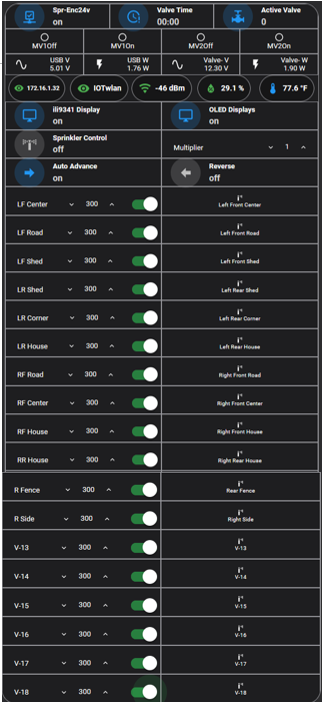 Spr-Enc24v Valve Time Active Valve
on 00:00 0
MV1Off MV1On MV2Off MV2On
USB V USB W Valve- V Valve- W
5.01 V 1.76 W 12.30 V 1.90 W
172.16.1.32 IOTwlan -46 dBm 29.1 % 77.6 °F
ili9341 Display OLED Displays
on on
Sprinkler Control
off Multiplier 1
Auto Advance Reverse
on off
LF Center 300 Left Front Center
LF Road 300 Left Front Road
LF Shed 300 Left Front Shed
LR Shed 300 Left Rear Shed
LR Corner 300 Left Rear Corner
LR House 300 Left Rear House
RF Road 300 Right Front Road
RF Center 300 Right Front Center
RF House 300 Right Front House
RR House 300 Right Rear House
R Fence 300 Rear Fence
R Side 300 Right Side
V-13 300 V-13
V-14 300 V-14
V-15 300 V-15
V-16 300 V-16
V-17 300 V-17
V-18 300 V-18